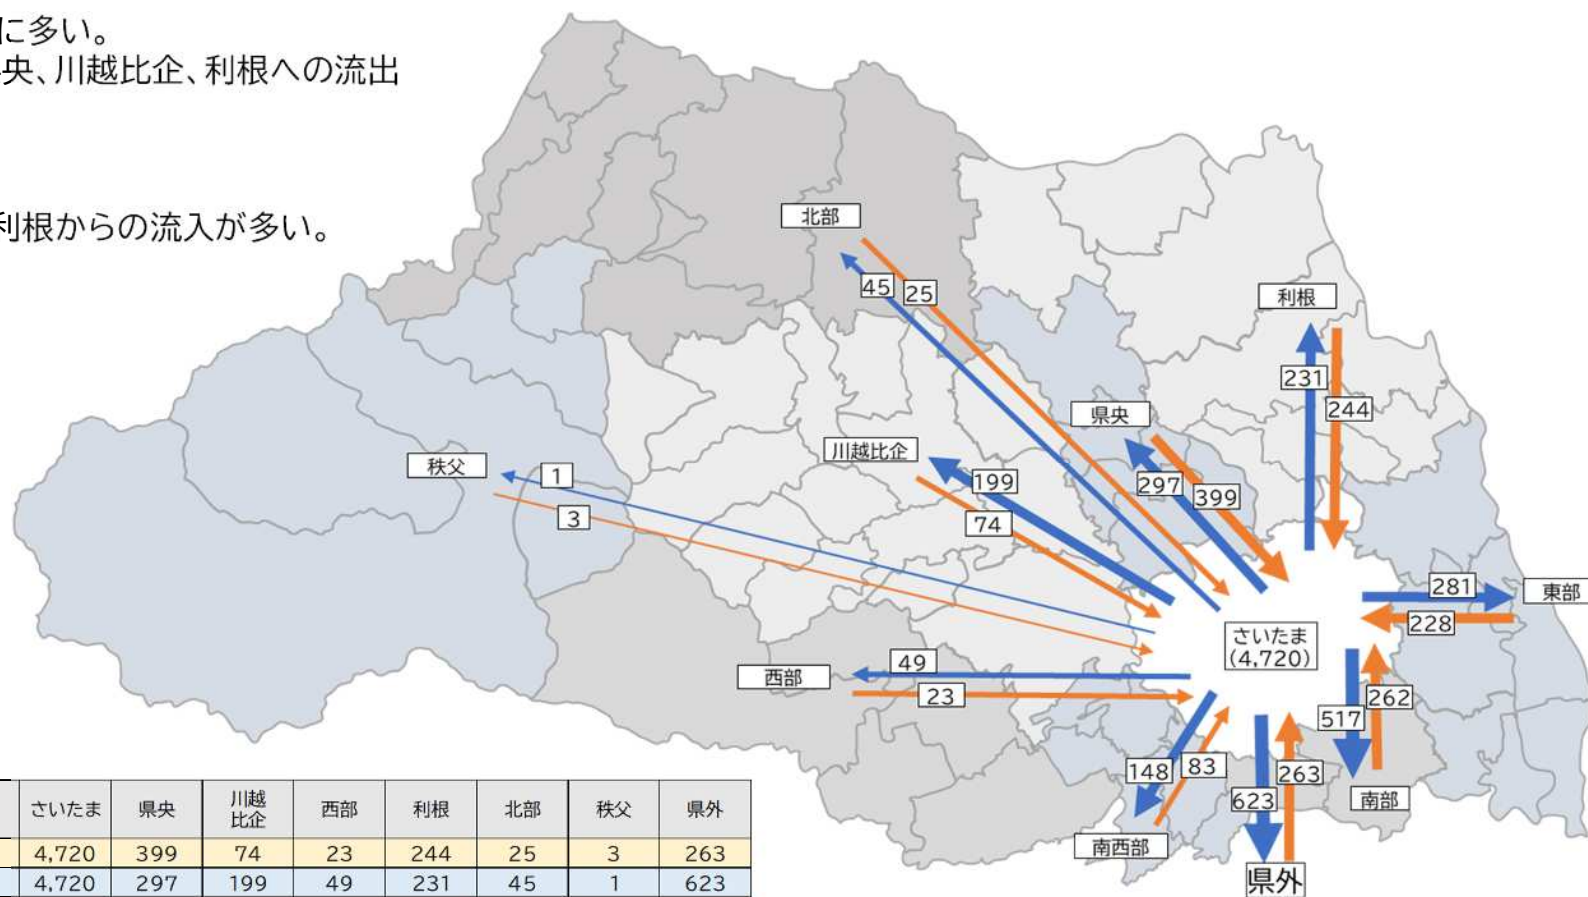 に多い。
央、川越比企、利根への流出
利根からの流入が多い。
北部
45
25
利根
231
244
県央
297
399
川越比企
199
74
秩父
1
3
281
東部
228
さいたま
(4,720)
西部
49
23
262
517
148
83
263
623
南部
南西部
県外
さいたま 県央 川越比企 西部 利根 北部 秩父 県外
4,720 399 74 23 244 25 3 263
4,720 297 199 49 231 45 1 623